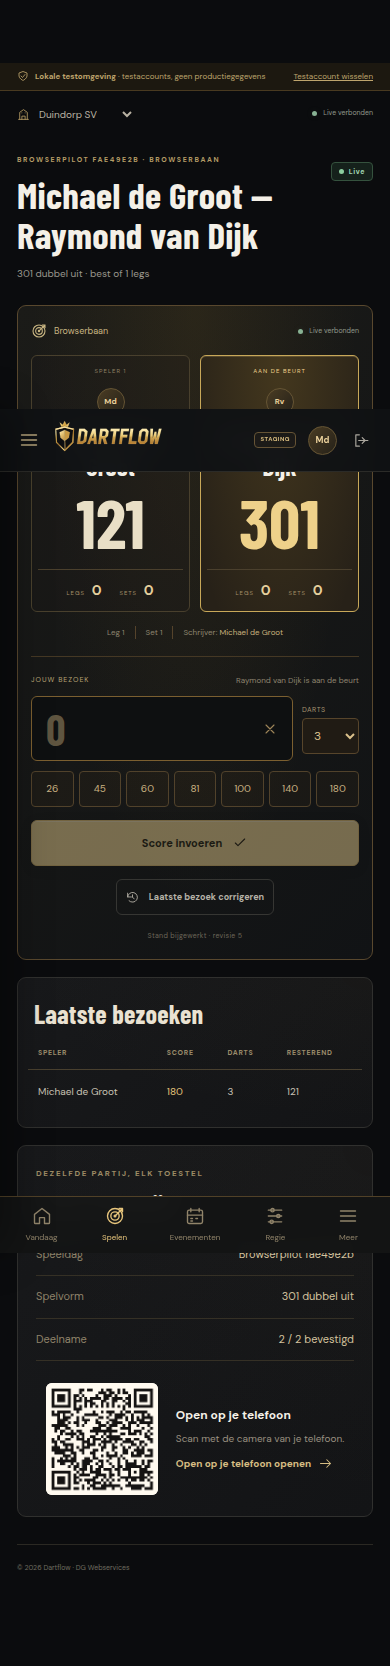 Lokale testomgeving · testaccounts, geen productiegegevens Testaccount wisselen
Duindorp SV Live verbonden
BROWSERPILOT FAE49E2B · BROWSERBAAN
Live
Michael de Groot —
Raymond van Dijk
301 dubbel uit · best of 1 legs
Browserbaan Live verbonden
SPELER 1 AAN DE BEURT
Md Rv
DARTFLOW STAGING Md
Groot Dijk
121 301
LEGS 0 SETS 0 LEGS 0 SETS 0
Leg 1 Set 1 Schrijver: Michael de Groot
JOUW BEZOEK Raymond van Dijk is aan de beurt
DARTS
0 3
26 45 60 81 100 140 180
Score invoeren
Laatste bezoek corrigeren
Stand bijgewerkt · revisie 5
Laatste bezoeken
SPELER SCORE DARTS RESTEREND
Michael de Groot 180 3 121
DEZELFDE PARTIJ, ELK TOESTEL
Vandaag Spelen Evenementen Regie Meer
Speeldag Browserpilot fae49e2b
Spelvorm 301 dubbel uit
Deelname 2 / 2 bevestigd
Open op je telefoon
Scan met de camera van je telefoon.
Open op je telefoon openen
© 2026 Dartflow · DG Webservices